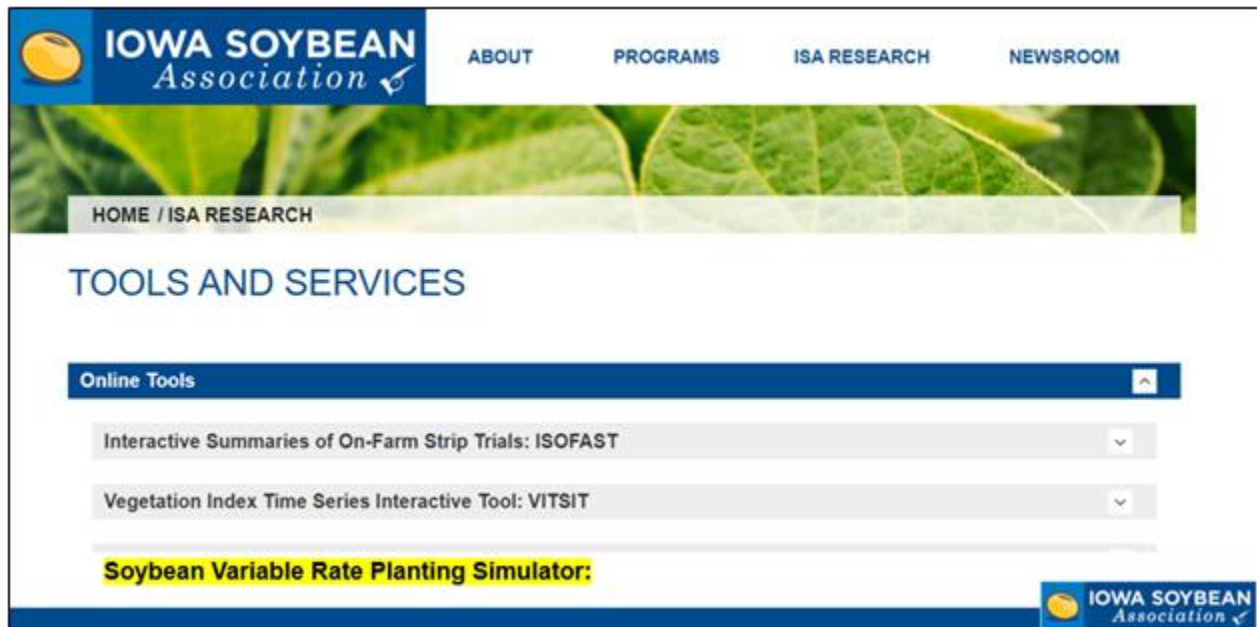 IOWA SOYBEAN
Association
ABOUT PROGRAMS ISA RESEARCH NEWSROOM
HOME / ISA RESEARCH
TOOLS AND SERVICES
Online Tools
Interactive Summaries of On-Farm Strip Trials: ISOFAST
Vegetation Index Time Series Interactive Tool: VITSIT
Soybean Variable Rate Planting Simulator:
IOWA SOYBEAN
Association